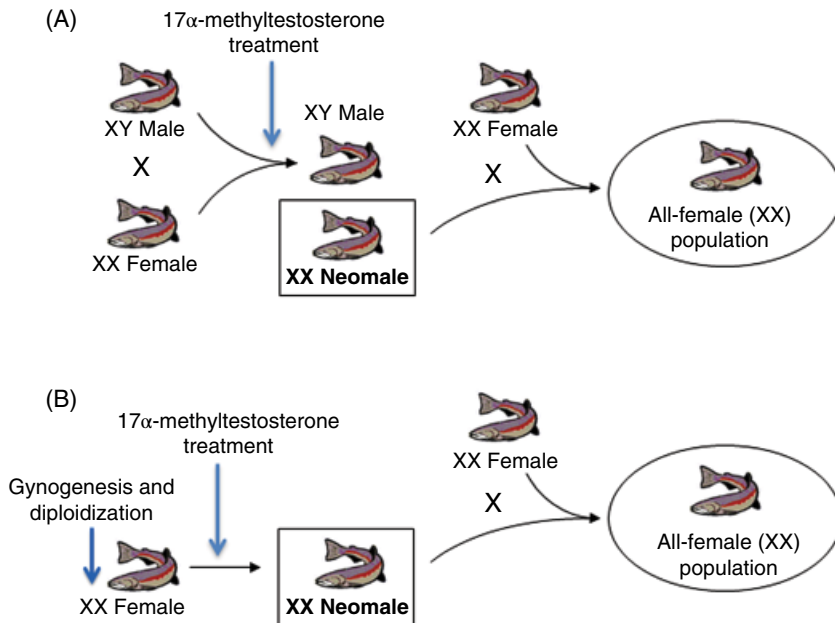 (A)
17α-methyltestosterone
treatment
XY Male
X
XX Female
XY Male
XX Neomale
XX Female
X
All-female (XX)
population
(B)
17α-methyltestosterone
treatment
Gynogenesis and
diploidization
XX Female
XX Neomale
XX Female
X
All-female (XX)
population